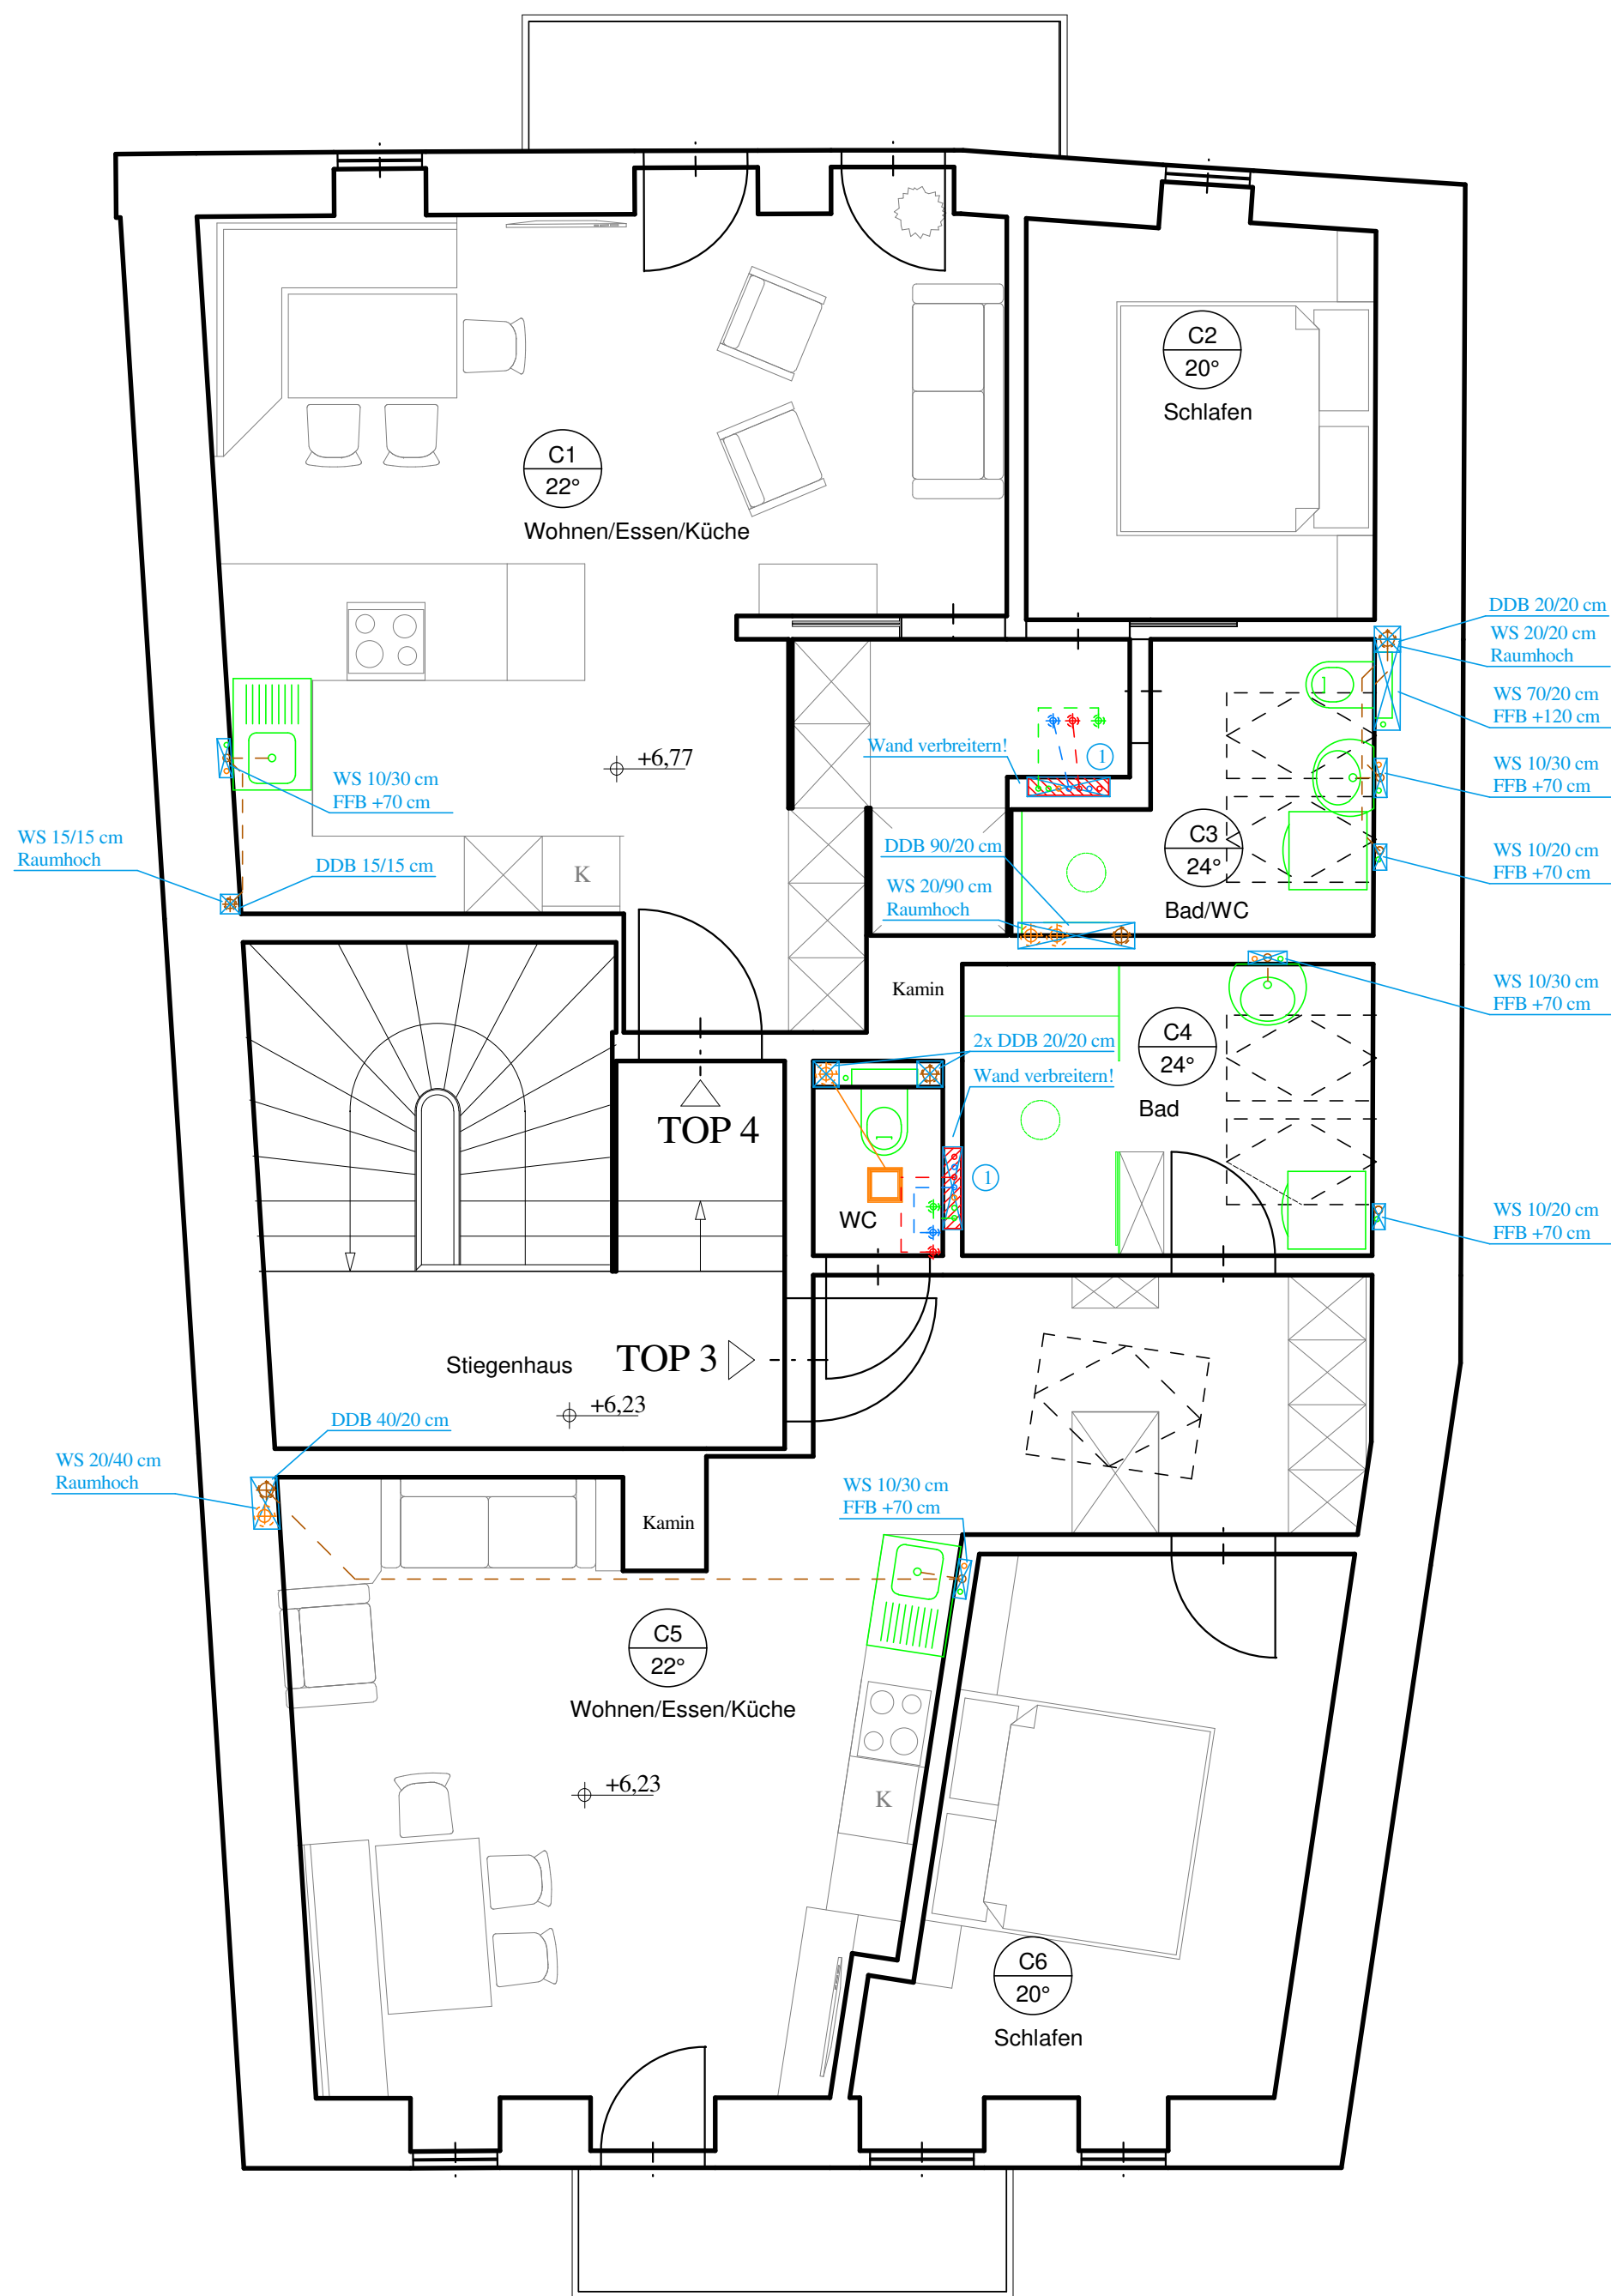 C1
22°
Wohnen/Essen/Küche
C2
20°
Schlafen
DDB 20/20 cm
WS 20/20 cm
Raumhoch
WS 70/20 cm
FFB +120 cm
WS 10/30 cm
FFB +70 cm
WS 10/20 cm
FFB +70 cm
+6,77
Wand verbreitern!
1
WS 10/30 cm
FFB +70 cm
WS 15/15 cm
Raumhoch
DDB 15/15 cm
K
DDB 90/20 cm
WS 20/90 cm
Raumhoch
C3
24°
Bad/WC
Kamin
WS 10/30 cm
FFB +70 cm
2x DDB 20/20 cm
Wand verbreitern!
C4
24°
Bad
TOP 4
1
WC
WS 10/20 cm
FFB +70 cm
Stiegenhaus
TOP 3
+6,23
DDB 40/20 cm
WS 20/40 cm
Raumhoch
WS 10/30 cm
FFB +70 cm
Kamin
C5
22°
Wohnen/Essen/Küche
+6,23
K
C6
20°
Schlafen